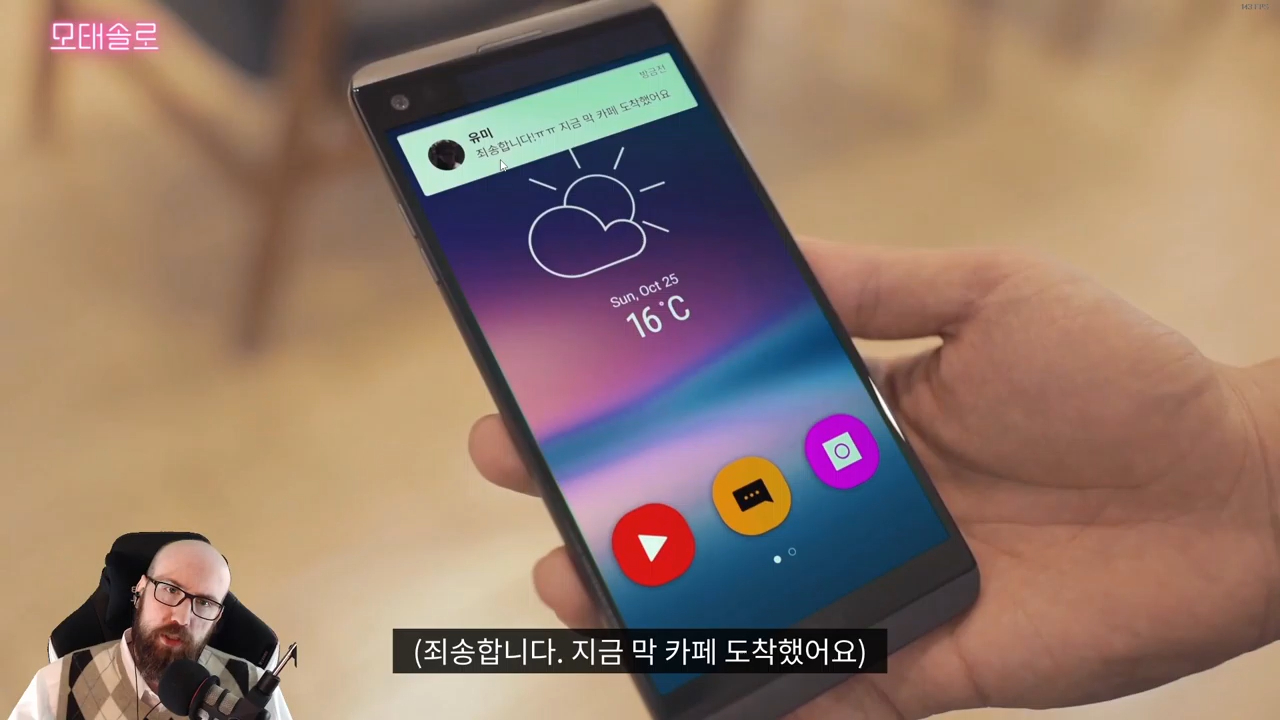 모태솔로
방금전
유미
죄송합니다!ㅠㅠ 지금 막 카페 도착했어요
Sun, Oct 25
16°C
(죄송합니다. 지금 막 카페 도착했어요)